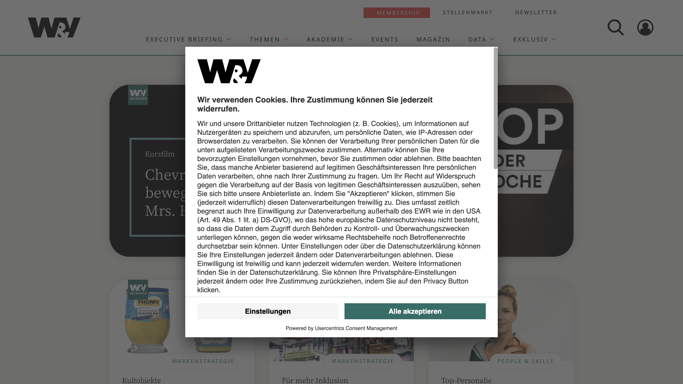 W&V
MEMBERSHIP
STELLENMARKT
NEWSLETTER
EXECUTIVE BRIEFING
THEMEN
AKADEMIE
EVENTS
MAGAZIN
DATA
EXKLUSIV
W&V
Wir verwenden Cookies. Ihre Zustimmung können Sie jederzeit
widerrufen.
Wir und unsere Drittanbieter nutzen Technologien (z. B. Cookies), um Informationen auf
Nutzergeräten zu speichern und abzurufen, um persönliche Daten, wie IP-Adressen oder
Browserdaten zu verarbeiten. Sie können der Verarbeitung Ihrer persönlichen Daten für die
unten aufgelisteten Verarbeitungszwecke zustimmen. Alternativ können Sie Ihre
bevorzugten Einstellungen vornehmen, bevor Sie zustimmen oder ablehnen. Bitte beachten
Sie, dass manche Anbieter basierend auf legitimen Geschäftsinteressen Ihre persönlichen
Daten verarbeiten, ohne nach Ihrer Zustimmung zu fragen. Um Ihr Recht auf Widerspruch
gegen die Verarbeitung auf der Basis von legitimen Geschäftsinteressen auszuüben, sehen
Sie sich bitte unsere Anbieterliste an. Indem Sie "Akzeptieren" klicken, stimmen Sie
(jederzeit widerruflich) diesen Datenverarbeitungen freiwillig zu. Dies umfasst zeitlich
begrenzt auch Ihre Einwilligung zur Datenverarbeitung außerhalb des EWR wie in den USA
(Art. 49 Abs. 1 lit. a) DS-GVO), wo das hohe europäische Datenschutzniveau nicht besteht,
so dass die Daten dem Zugriff durch Behörden zu Kontroll- und Überwachungszwecken
unterliegen können, gegen die weder wirksame Rechtsbehelfe noch Betroffenenrechte
durchsetzbar sein können. Unter Einstellungen oder über die Datenschutzerklärung können
Sie Ihre Einstellungen jederzeit ändern oder Datenverarbeitungen ablehnen. Diese
Einwilligung ist freiwillig und kann jederzeit widerrufen werden. Weitere Informationen
finden Sie in der Datenschutzerklärung. Sie können Ihre Privatsphäre-Einstellungen
jederzeit ändern oder Ihre Zustimmung zurückziehen, indem Sie auf den Privacy Button
klicken.
Einstellungen
Alle akzeptieren
Powered by Usercentrics Consent Management
W&V
MEMBER
Kurzfilm
Chevr
beweg
Mrs. H
OP
DER
OCHE
W&V
MEMBER
THOMY
MARKENSTRATEGIE
MARKENSTRATEGIE
PEOPLE & SKILLS
Kultobjekte
Für mehr Inklusion
Top-Personalie